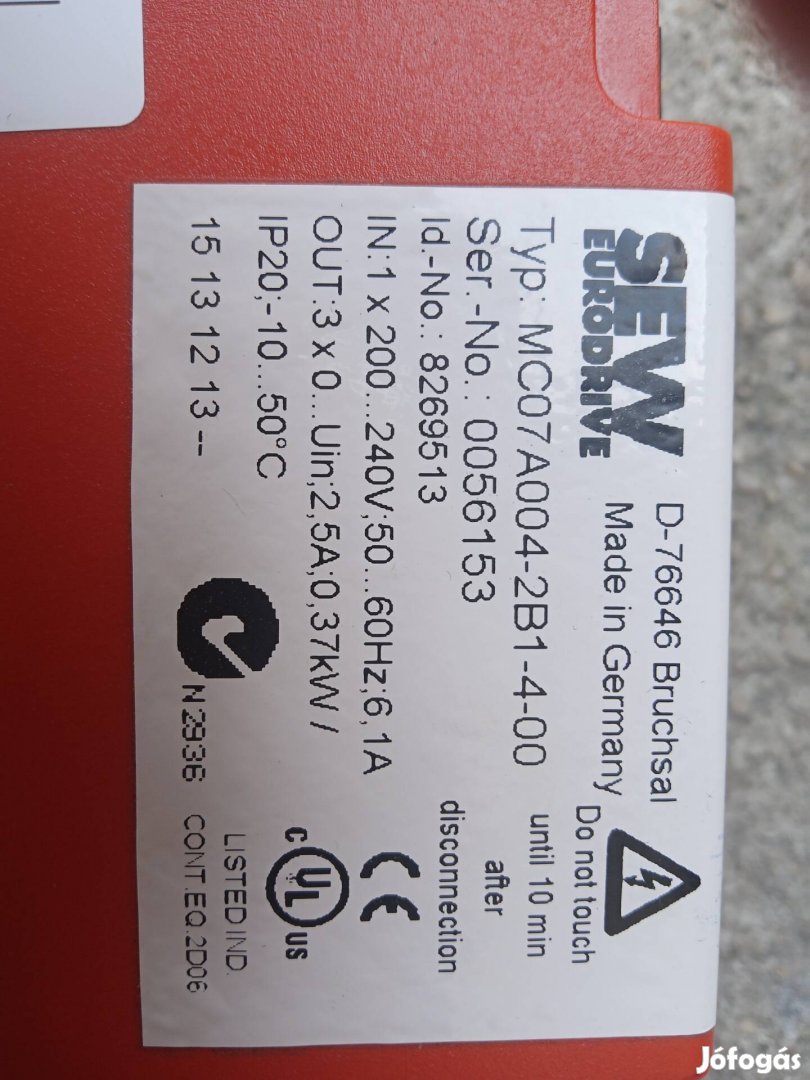 SEW
EURODRIVE
D-76646 Bruchsal
Made in Germany
Typ: MC07A004-2B1-4-00
Ser.-No.: 0056153
Id.-No.: 8269513
IN:1 x 200...240V;50...60Hz;6,1A
OUT:3 x 0...Uin;2,5A;0,37kW /
IP20;-10...50°C
15 13 12 13 --
Do not touch
until 10 min
after
disconnection
CE
c UL us
N2936
LISTED IND.
CONT.EQ.2D06
Jófogás